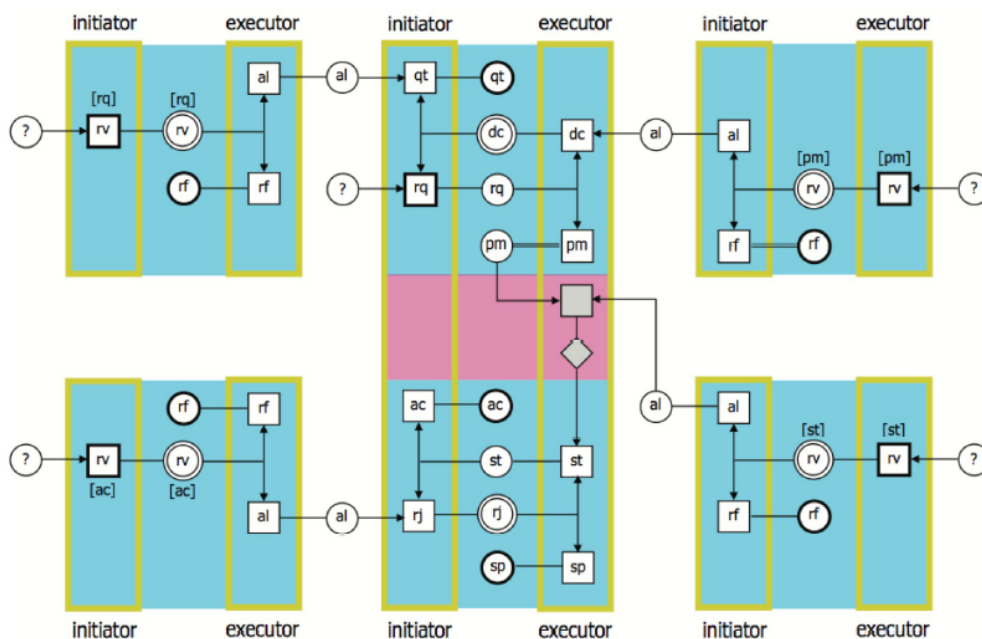 initiator executor initiator executor initiator executor
al al qt qt
[rq] [rq]
? rv rv dc dc al al
[pm] [pm]
rf rf ? rq rq rv rv ?
pm pm rf rf
rf rf ac ac al al
[st] [st]
? rv rv st st rv rv ?
[ac] [ac]
al al rj rj rf rf
sp sp
initiator executor initiator executor initiator executor